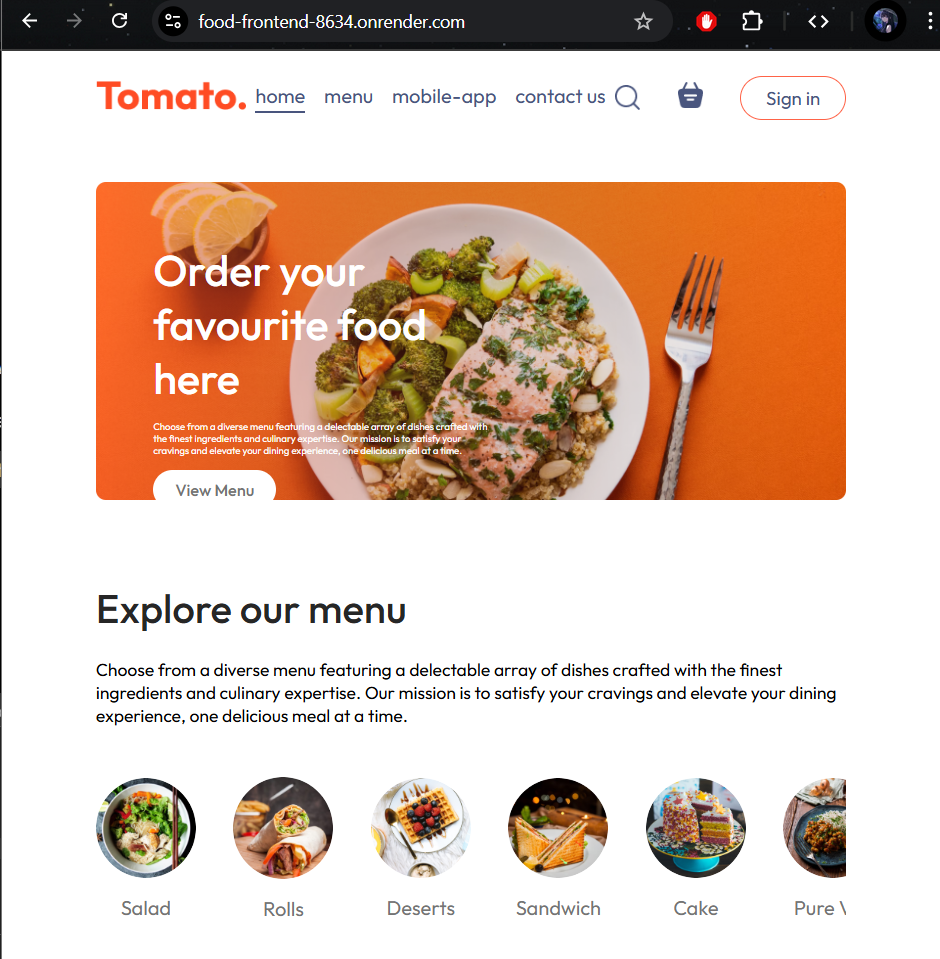 food-frontend-8634.onrender.com
Tomato. home menu mobile-app contact us Sign in
Order your
favourite food
here
Choose from a diverse menu featuring a delectable array of dishes crafted with
the finest ingredients and culinary expertise. Our mission is to satisfy your
cravings and elevate your dining experience, one delicious meal at a time.
View Menu
Explore our menu
Choose from a diverse menu featuring a delectable array of dishes crafted with the finest
ingredients and culinary expertise. Our mission is to satisfy your cravings and elevate your dining
experience, one delicious meal at a time.
Salad Rolls Deserts Sandwich Cake Pure V